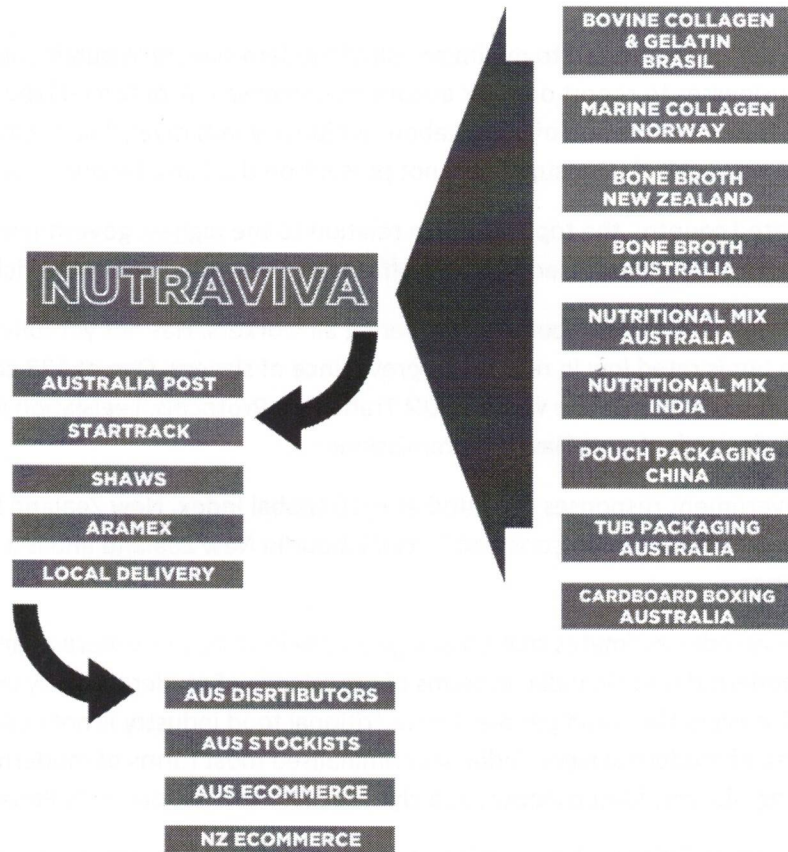 BOVINE COLLAGEN
& GELATIN
BRASIL
MARINE COLLAGEN
NORWAY
BONE BROTH
NEW ZEALAND
BONE BROTH
AUSTRALIA
NUTRITIONAL MIX
AUSTRALIA
NUTRITIONAL MIX
INDIA
POUCH PACKAGING
CHINA
TUB PACKAGING
AUSTRALIA
CARDBOARD BOXING
AUSTRALIA
NUTRAVIVA
AUSTRALIA POST
STARTRACK
SHAWS
ARAMEX
LOCAL DELIVERY
AUS DISRTIBUTORS
AUS STOCKISTS
AUS ECOMMERCE
NZ ECOMMERCE